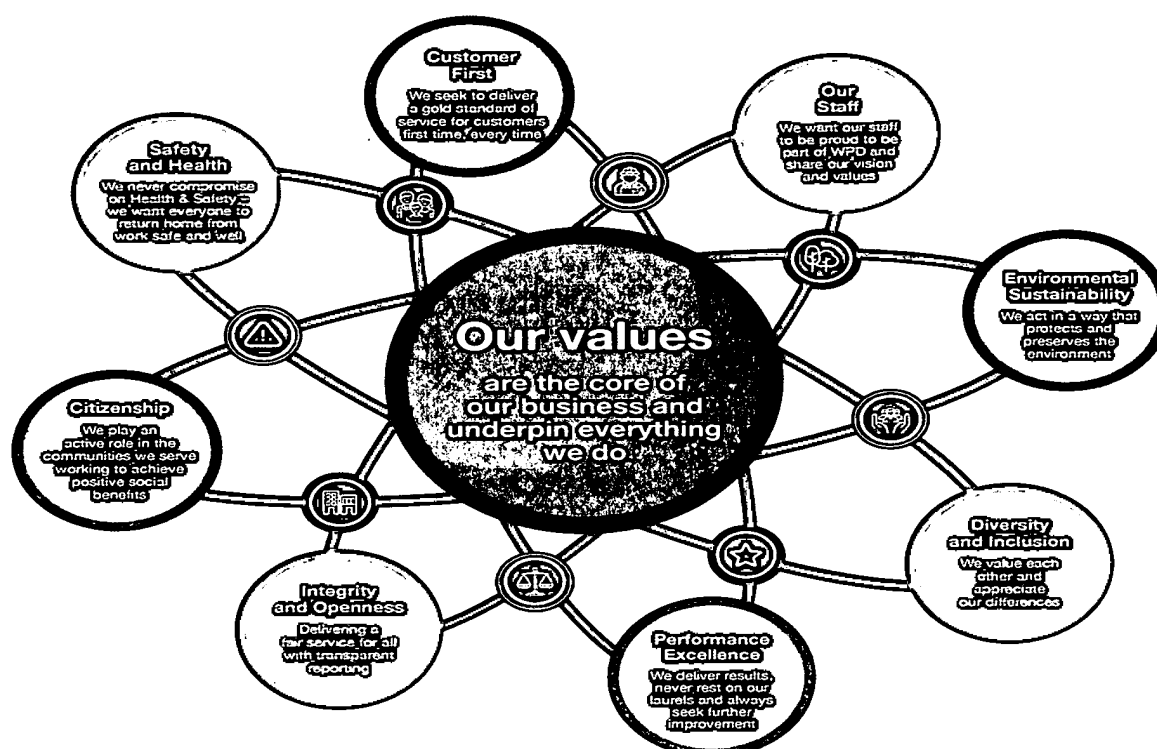 Customer
First
We seek to deliver
a gold standard of
service for customers
first time, every time
Our
Staff
We want our staff
to be proud to be
part of WPD and
share our vision
and values
Safety
and Health
We never compromise
on Health & Safety –
we want everyone to
return home from
work safe and well
Environmental
Sustainability
We act in a way that
protects and
preserves the
environment
Our values
are the core of
our business and
underpin everything
we do
Citizenship
We play an
active role in the
communities we serve
working to achieve
positive social
benefits
Diversity
and Inclusion
We value each
other and
appreciate
our differences
Integrity
and Openness
Delivering a
fair service for all
with transparent
reporting
Performance
Excellence
We deliver results,
never rest on our
laurels and always
seek further
improvement